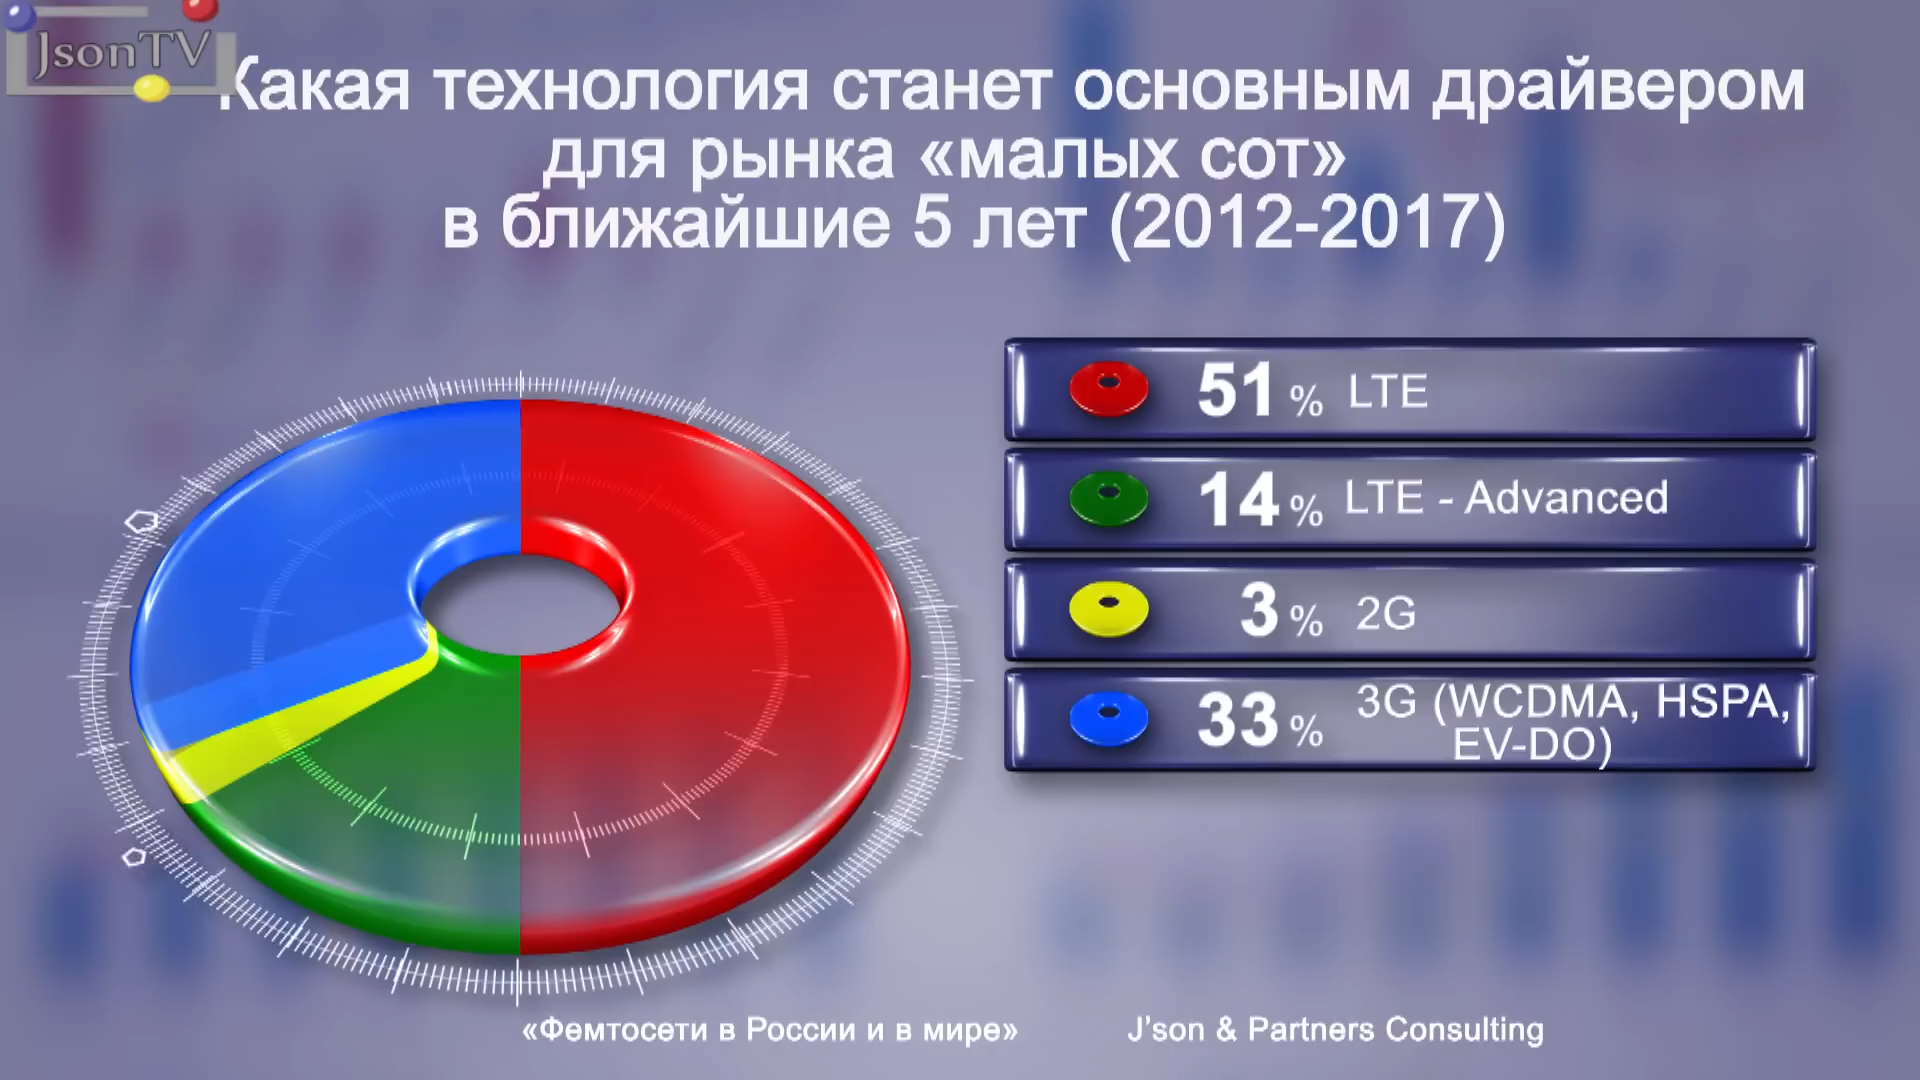 JsonTV
Какая технология станет основным драйвером
для рынка «малых сот»
в ближайшие 5 лет (2012-2017)
51 % LTE
14 % LTE - Advanced
3 % 2G
33 % 3G (WCDMA, HSPA,
EV-DO)
«Фемтосети в России и в мире» J’son & Partners Consulting